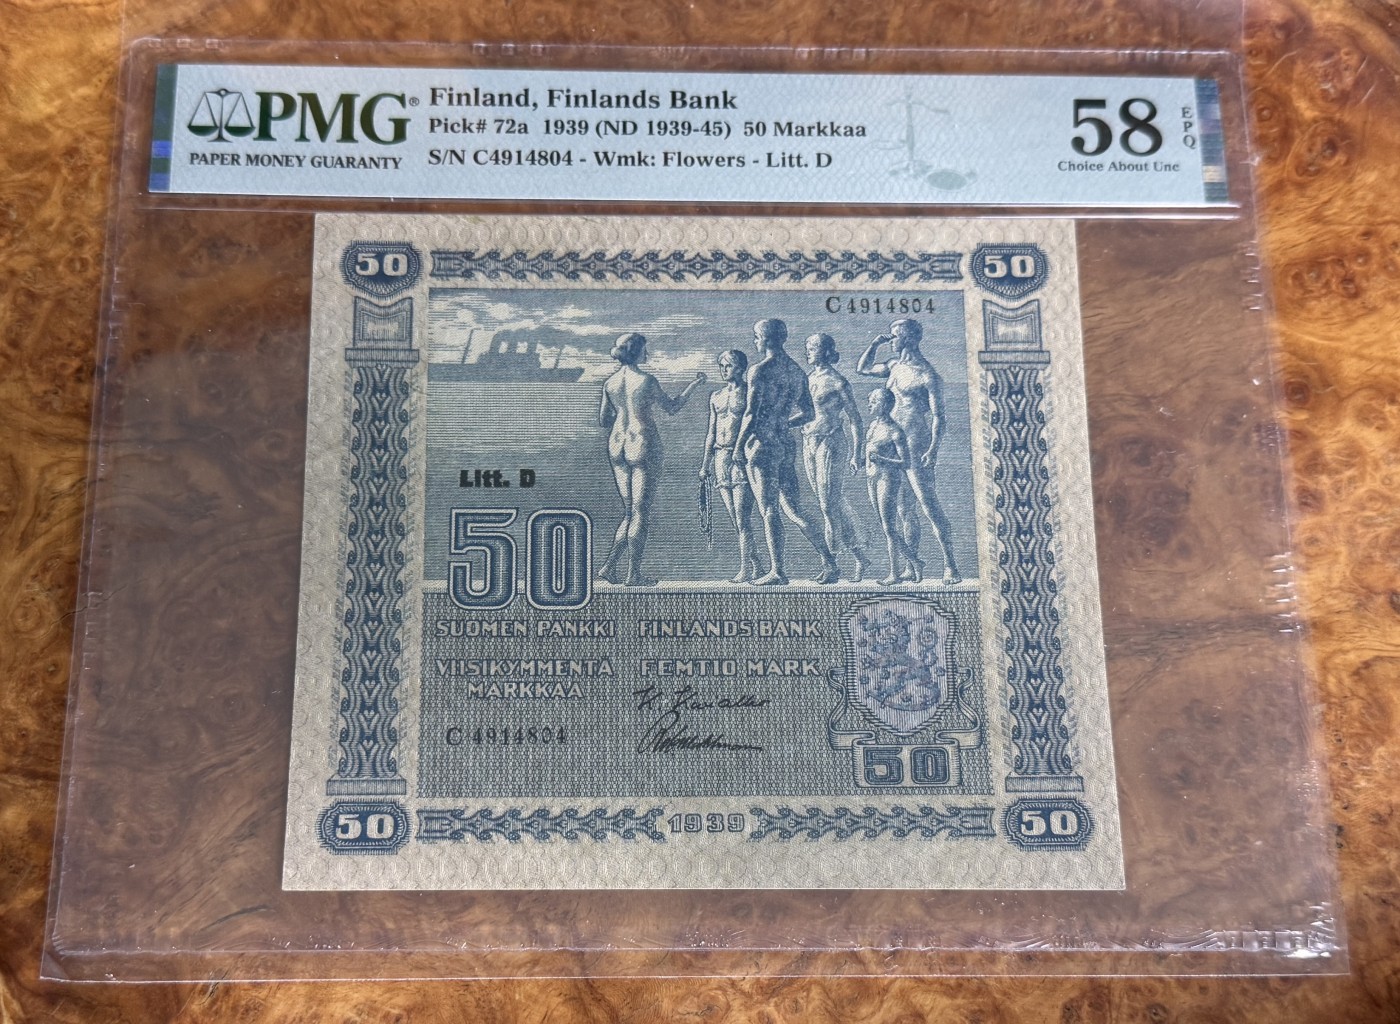 PMG®
PAPER MONEY GUARANTY
Finland, Finlands Bank
Pick# 72a 1939 (ND 1939-45) 50 Markkaa
S/N C4914804 - Wmk: Flowers - Litt. D
58
EPQ
Choice About Unc
50
50
C4914804
Litt. D
50
SUOMEN PANKKI FINLANDS BANK
VIISIKYMMENTÄ FEMTIO MARK
MARKKAA
C 4914804
50
50
1939
50